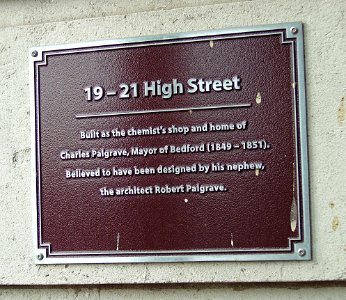 19 – 21 High Street
Built as the chemist's shop and home of
Charles Palgrave, Mayor of Bedford (1849 – 1851).
Believed to have been designed by his nephew,
the architect Robert Palgrave.